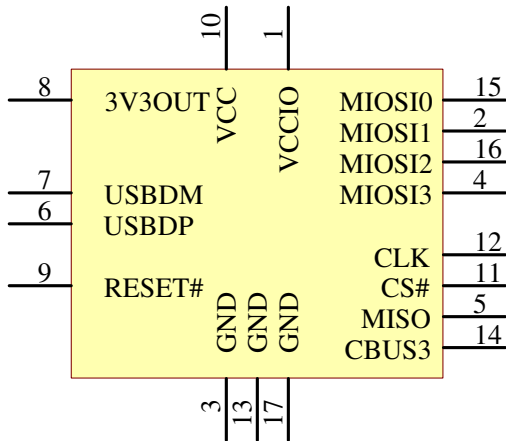 10 1
8 3V3OUT VCC VCCIO MIOSI0 15
MIOSI1 2
MIOSI2 16
7 USBDM MIOSI3 4
6 USBDP
CLK 12
9 RESET# CS# 11
GND GND GND MISO 5
CBUS3 14
3 13 17